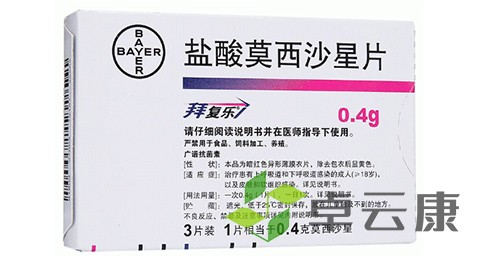 BAYER
BAYER
盐酸莫西沙星片
拜复乐
0.4g
请仔细阅读说明书并在医师指导下使用。
严禁用于食品、饲料加工、养殖。
广谱抗菌素
[性 状]: 本品为暗红色异形薄膜衣片,除去包衣后显黄色。
[适 应 症]: 治疗患有上呼吸道和下呼吸道感染的成人(≥18岁),
以及皮肤和软组织感染。详见说明书。
[用法用量]: 一次0.4g(1片),一日1次。详见说明书。
[贮 藏]: 遮光,低于25℃密封保存,
不到的地方。
不良反应、禁忌及注意事项详见内附说明书。
3片装 1片相当于0.4克莫西沙星
卓云康